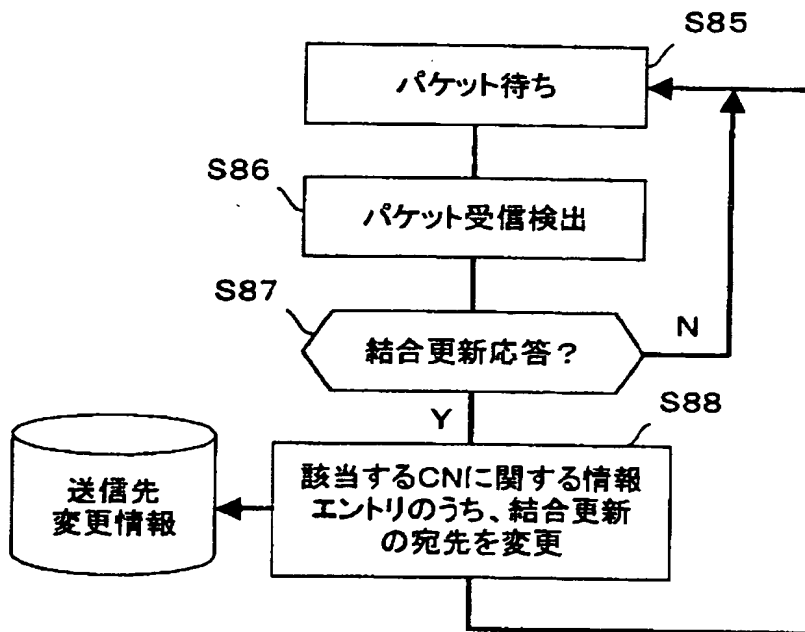 S85
パケット待ち
S86
パケット受信検出
S87
結合更新応答？
N
Y
S88
該当するCNに関する情報
エントリのうち、結合更新
の宛先を変更
送信先
変更情報